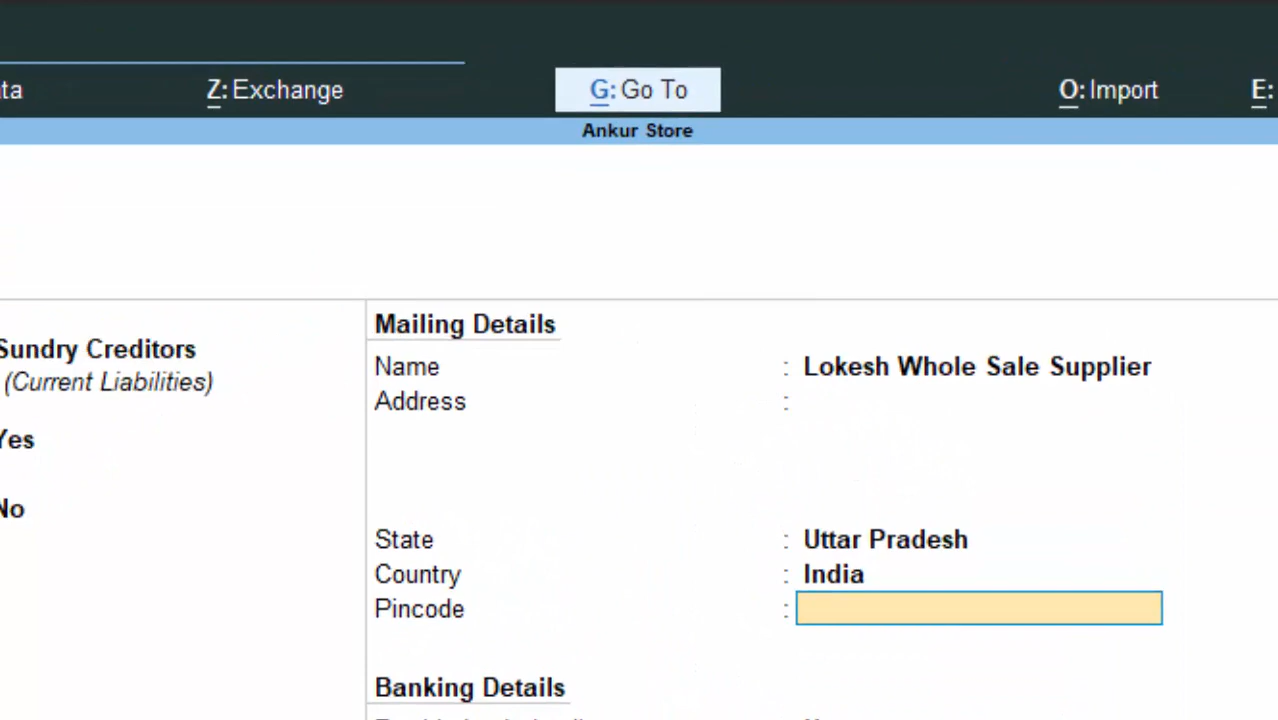 ta Z: Exchange G: Go To O: Import E:
Ankur Store
Sundry Creditors
(Current Liabilities)
Yes
No
Mailing Details
Name : Lokesh Whole Sale Supplier
Address :
State : Uttar Pradesh
Country : India
Pincode :
Banking Details